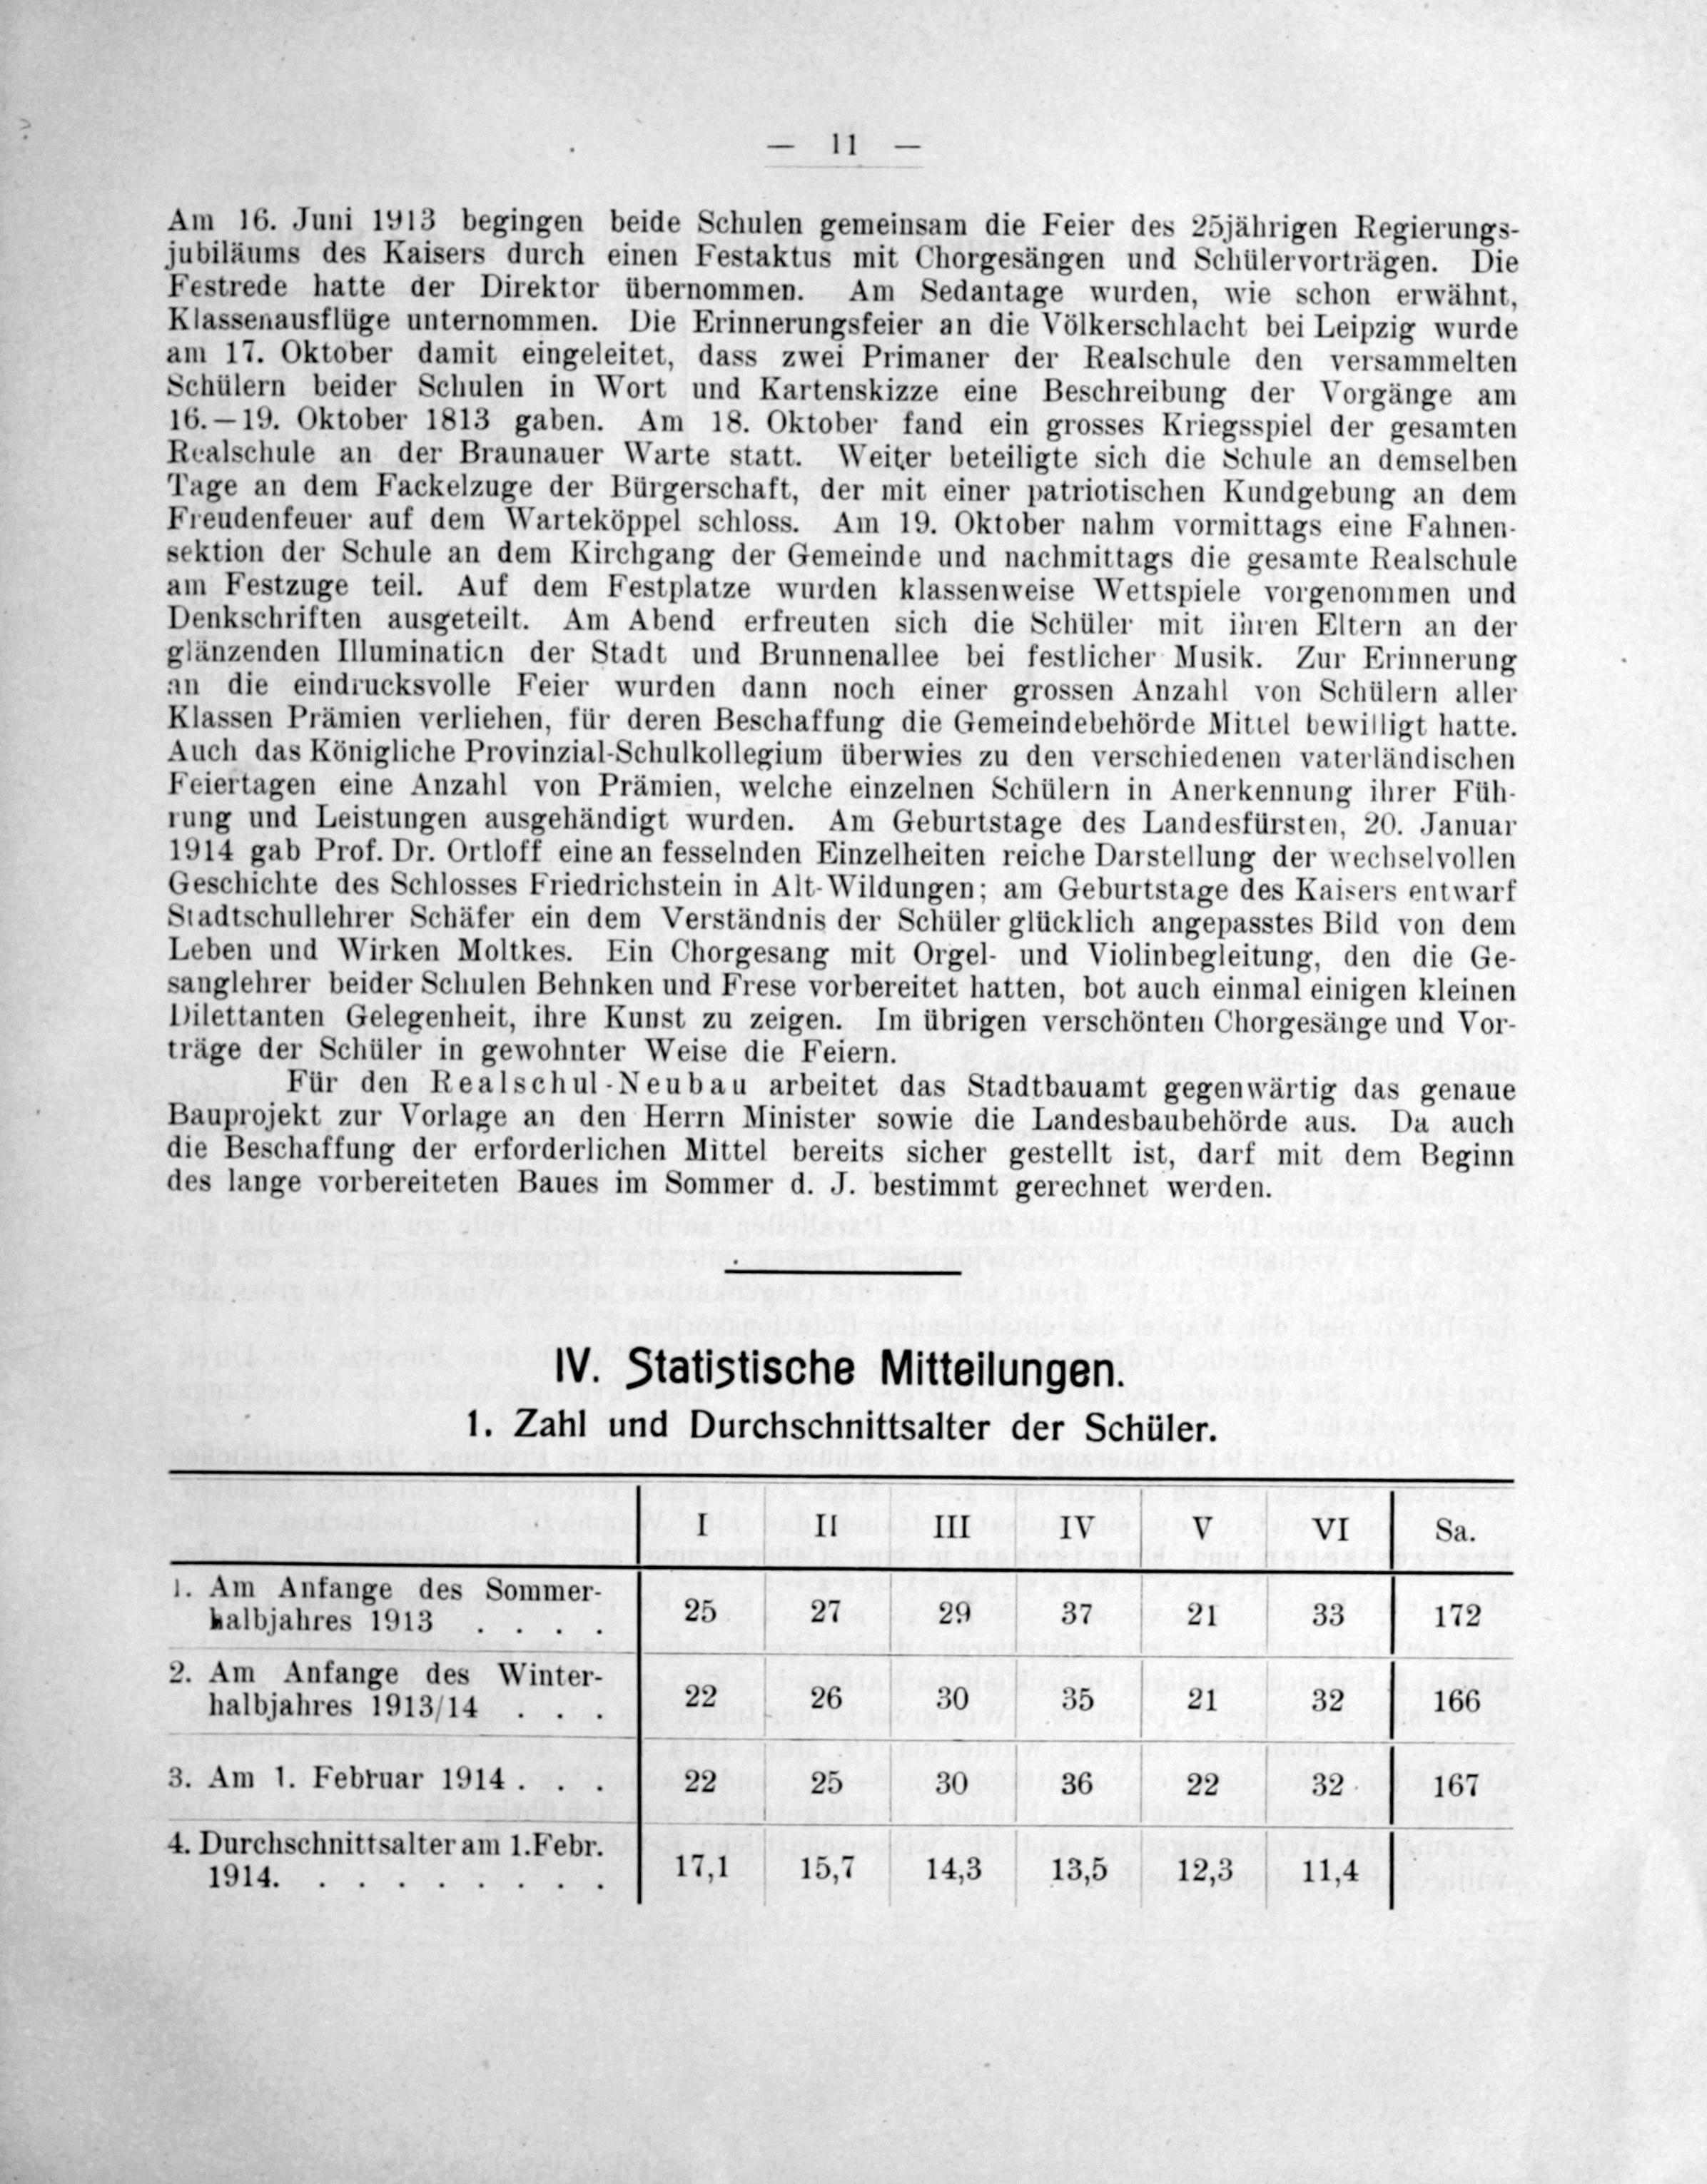 — 11 —
Am 16. Juni 1913 begingen beide Schulen gemeinsam die Feier des 25jährigen Regierungs-
jubiläums des Kaisers durch einen Festaktus mit Chorgesängen und Schülervorträgen. Die
Festrede hatte der Direktor übernommen. Am Sedantage wurden, wie schon erwähnt,
Klassenausflüge unternommen. Die Erinnerungsfeier an die Völkerschlacht bei Leipzig wurde
am 17. Oktober damit eingeleitet, dass zwei Primaner der Realschule den versammelten
Schülern beider Schulen in Wort und Kartenskizze eine Beschreibung der Vorgänge am
16.—19. Oktober 1813 gaben. Am 18. Oktober fand ein grosses Kriegsspiel der gesamten
Realschule an der Braunauer Warte statt. Weiter beteiligte sich die Schule an demselben
Tage an dem Fackelzuge der Bürgerschaft, der mit einer patriotischen Kundgebung an dem
Freudenfeuer auf dem Warteköppel schloss. Am 19. Oktober nahm vormittags eine Fahnen-
sektion der Schule an dem Kirchgang der Gemeinde und nachmittags die gesamte Realschule
am Festzuge teil. Auf dem Festplatze wurden klassenweise Wettspiele vorgenommen und
Denkschriften ausgeteilt. Am Abend erfreuten sich die Schüler mit ihren Eltern an der
glänzenden Illumination der Stadt und Brunnenallee bei festlicher Musik. Zur Erinnerung
an die eindrucksvolle Feier wurden dann noch einer grossen Anzahl von Schülern aller
Klassen Prämien verliehen, für deren Beschaffung die Gemeindebehörde Mittel bewilligt hatte.
Auch das Königliche Provinzial-Schulkollegium überwies zu den verschiedenen vaterländischen
Feiertagen eine Anzahl von Prämien, welche einzelnen Schülern in Anerkennung ihrer Füh-
rung und Leistungen ausgehändigt wurden. Am Geburtstage des Landesfürsten, 20. Januar
1914 gab Prof. Dr. Ortloff eine an fesselnden Einzelheiten reiche Darstellung der wechselvollen
Geschichte des Schlosses Friedrichstein in Alt-Wildungen; am Geburtstage des Kaisers entwarf
Stadtschullehrer Schäfer ein dem Verständnis der Schüler glücklich angepasstes Bild von dem
Leben und Wirken Moltkes. Ein Chorgesang mit Orgel- und Violinbegleitung, den die Ge-
sanglehrer beider Schulen Behnken und Frese vorbereitet hatten, bot auch einmal einigen kleinen
Dilettanten Gelegenheit, ihre Kunst zu zeigen. Im übrigen verschönten Chorgesänge und Vor-
träge der Schüler in gewohnter Weise die Feiern.
Für den Realschul-Neubau arbeitet das Stadtbauamt gegenwärtig das genaue
Bauprojekt zur Vorlage an den Herrn Minister sowie die Landesbaubehörde aus. Da auch
die Beschaffung der erforderlichen Mittel bereits sicher gestellt ist, darf mit dem Beginn
des lange vorbereiteten Baues im Sommer d. J. bestimmt gerechnet werden.
IV. Statistische Mitteilungen.
1. Zahl und Durchschnittsalter der Schüler.
I II III IV V VI Sa.
1. Am Anfange des Sommer-
halbjahres 1913 . . . . 25 27 29 37 21 33 172
2. Am Anfange des Winter-
halbjahres 1913/14 . . . 22 26 30 35 21 32 166
3. Am 1. Februar 1914 . . . 22 25 30 36 22 32 167
4. Durchschnittsalter am 1. Febr.
1914. . . . . . . . . 17,1 15,7 14,3 13,5 12,3 11,4